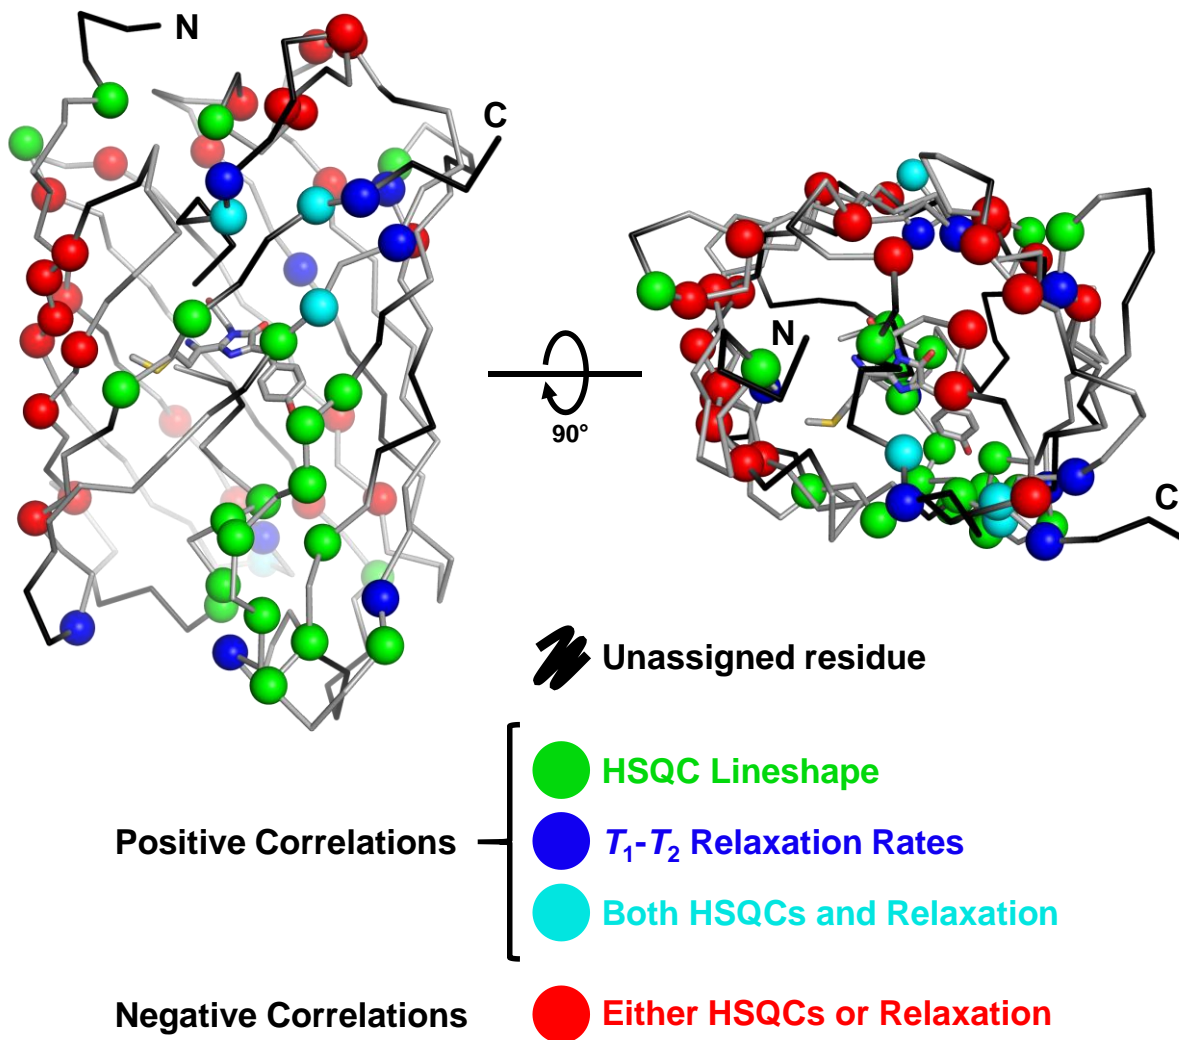 N
C
N
C
90°
Unassigned residue
HSQC Lineshape
Positive Correlations
T1-T2 Relaxation Rates
Both HSQCs and Relaxation
Negative Correlations
Either HSQCs or Relaxation